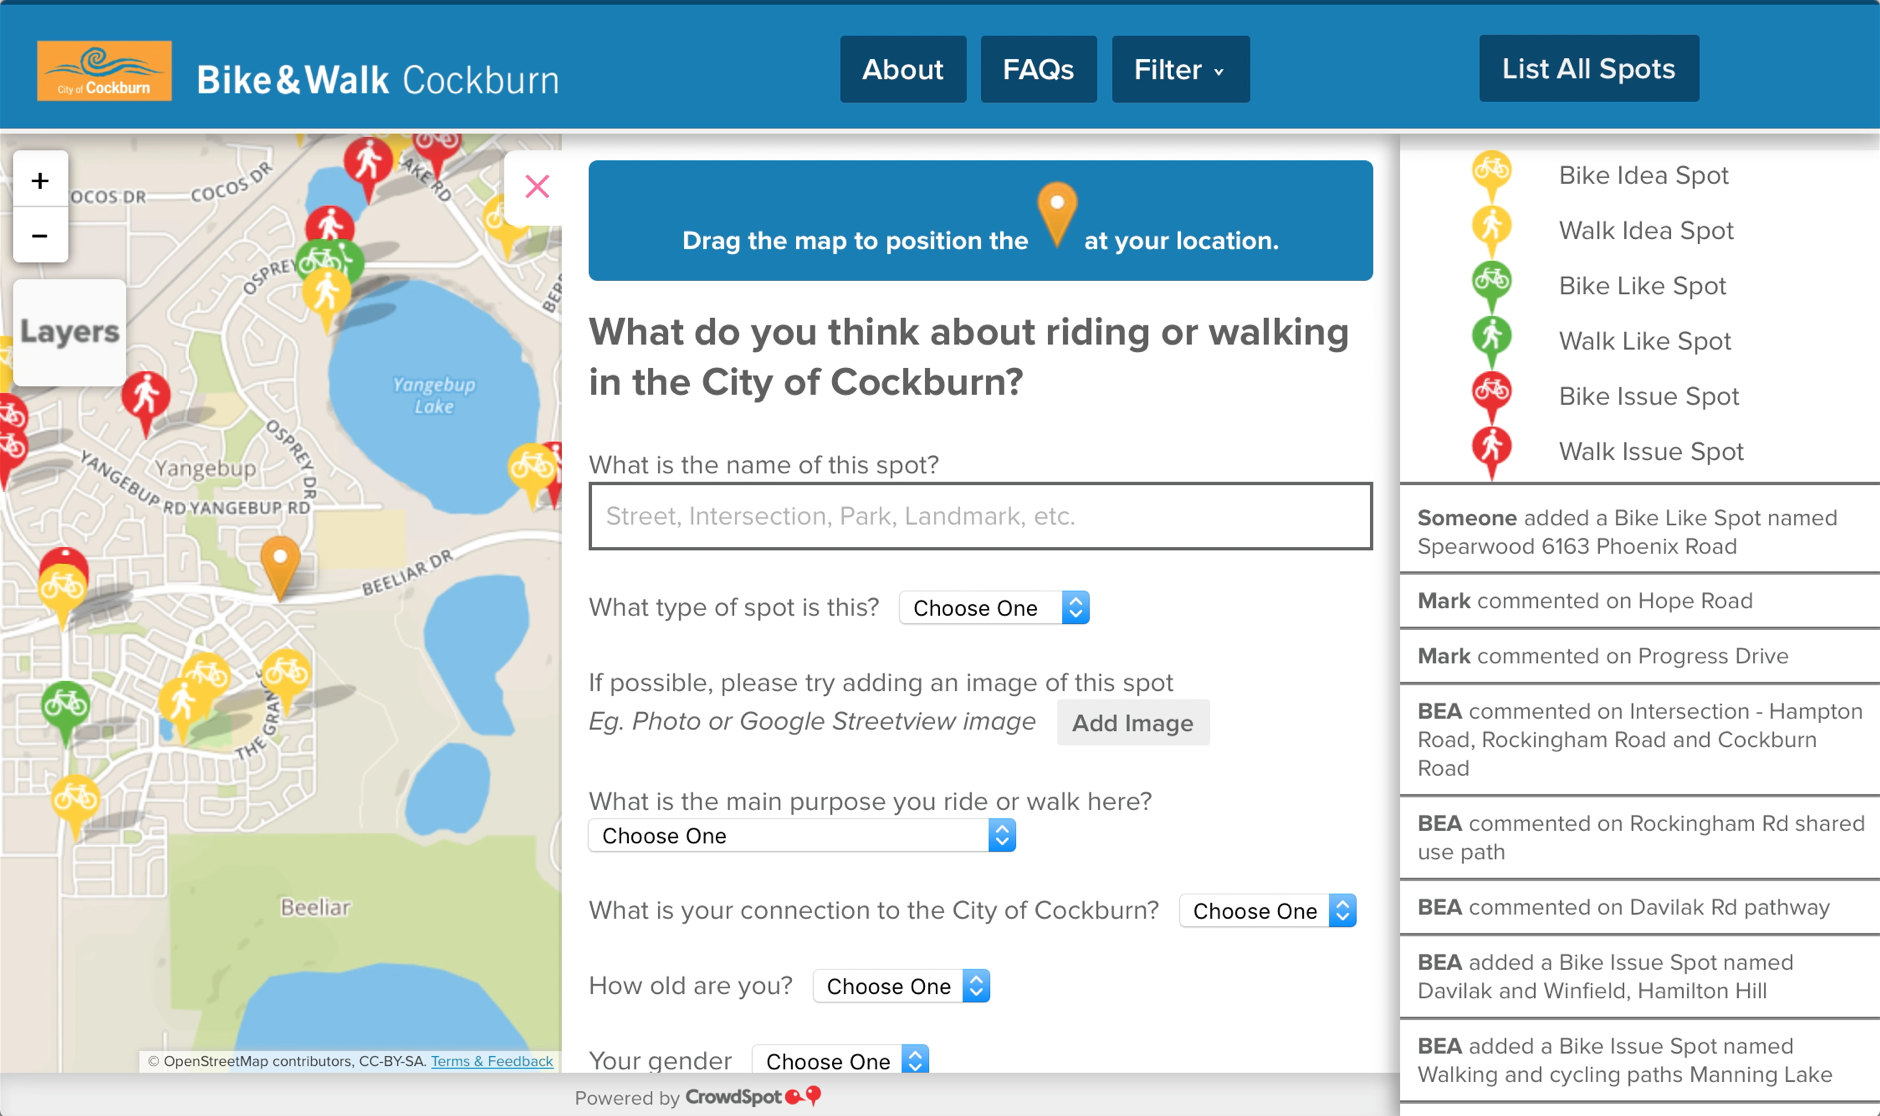 City of Cockburn
Bike&Walk Cockburn
About
FAQs
Filter
List All Spots
+
−
Layers
OCOS DR
COCOS DR
LAKE RD
OSPREY
BER
Yangebup
Lake
OSPREY DR
Yangebup
YANGEBUP RD
YANGEBUP RD
BEELIAR DR
THE GRANGE
Beeliar
© OpenStreetMap contributors, CC-BY-SA. Terms & Feedback
Drag the map to position the at your location.
What do you think about riding or walking
in the City of Cockburn?
What is the name of this spot?
Street, Intersection, Park, Landmark, etc.
What type of spot is this? Choose One
If possible, please try adding an image of this spot
Eg. Photo or Google Streetview image Add Image
What is the main purpose you ride or walk here?
Choose One
What is your connection to the City of Cockburn? Choose One
How old are you? Choose One
Your gender Choose One
Powered by CrowdSpot
Bike Idea Spot
Walk Idea Spot
Bike Like Spot
Walk Like Spot
Bike Issue Spot
Walk Issue Spot
Someone added a Bike Like Spot named
Spearwood 6163 Phoenix Road
Mark commented on Hope Road
Mark commented on Progress Drive
BEA commented on Intersection - Hampton
Road, Rockingham Road and Cockburn
Road
BEA commented on Rockingham Rd shared
use path
BEA commented on Davilak Rd pathway
BEA added a Bike Issue Spot named
Davilak and Winfield, Hamilton Hill
BEA added a Bike Issue Spot named
Walking and cycling paths Manning Lake